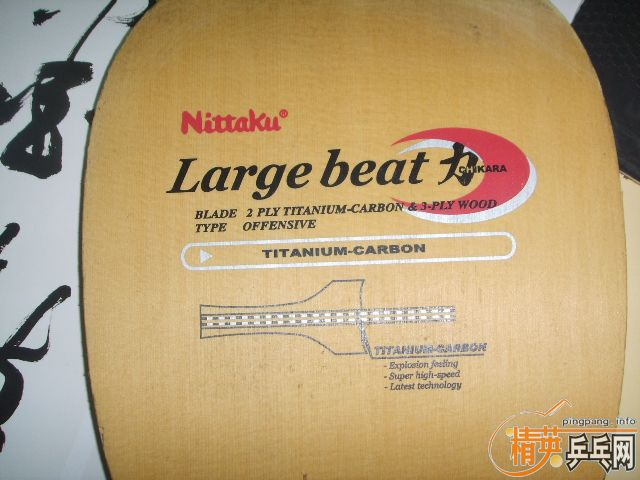 Nittaku®
Large beat 力
CHIKARA
BLADE 2 PLY TITANIUM-CARBON & 3-PLY WOOD
TYPE OFFENSIVE
TITANIUM-CARBON
TITANIUM-CARBON
- Explosion feeling
- Super high-speed
- Latest technology
pingpang_info
精英乒乓网